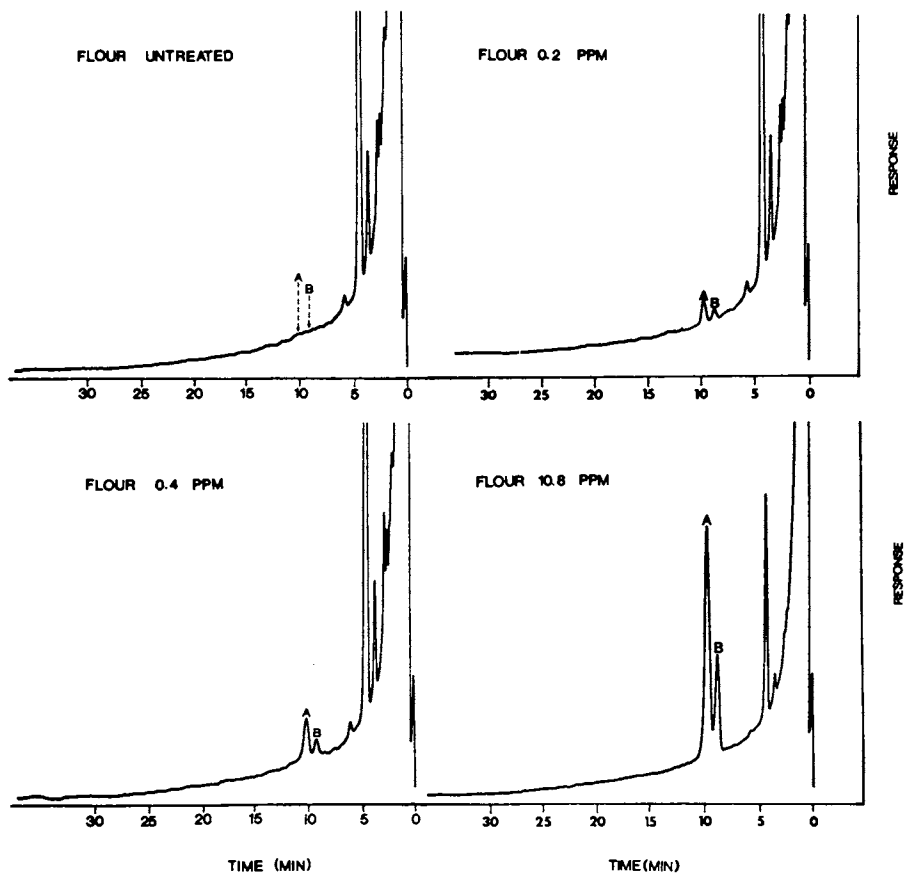 FLOUR UNTREATED
A
B
30 25 20 15 10 5 0
FLOUR 0.2 PPM
A
B
30 25 20 15 10 5 0
RESPONSE
FLOUR 0.4 PPM
A
B
30 25 20 15 10 5 0
TIME (MIN)
FLOUR 10.8 PPM
A
B
30 25 20 15 10 5 0
TIME(MIN)
RESPONSE